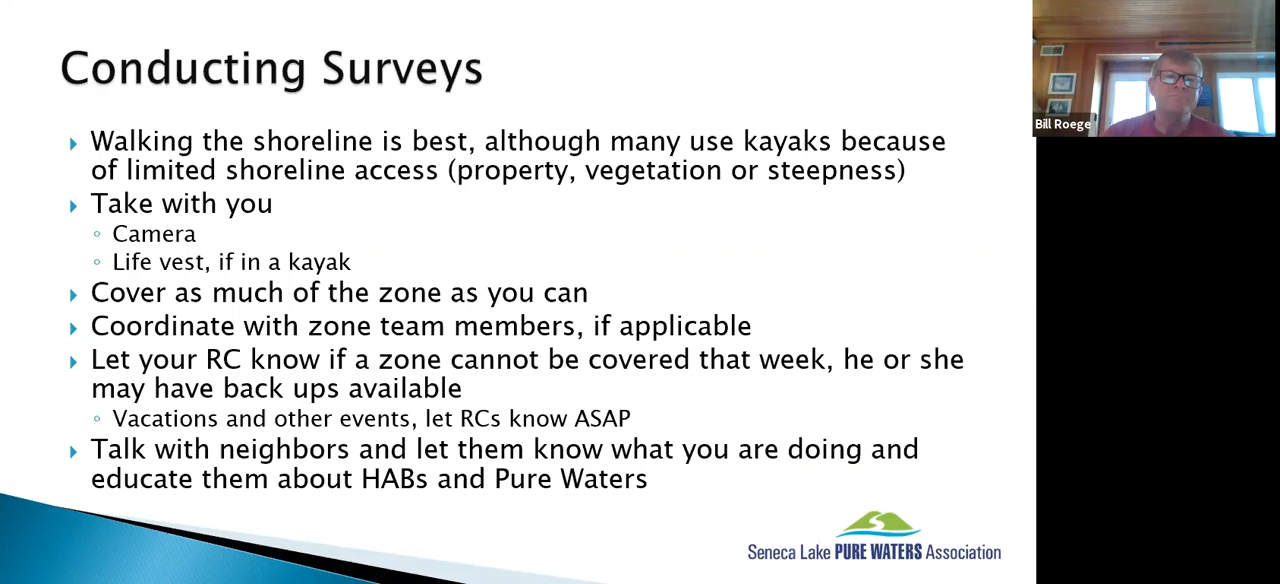 Conducting Surveys
Walking the shoreline is best, although many use kayaks because
of limited shoreline access (property, vegetation or steepness)
Take with you
Camera
Life vest, if in a kayak
Cover as much of the zone as you can
Coordinate with zone team members, if applicable
Let your RC know if a zone cannot be covered that week, he or she
may have back ups available
Vacations and other events, let RCs know ASAP
Talk with neighbors and let them know what you are doing and
educate them about HABs and Pure Waters
Seneca Lake PURE WATERS Association
Bill Roege